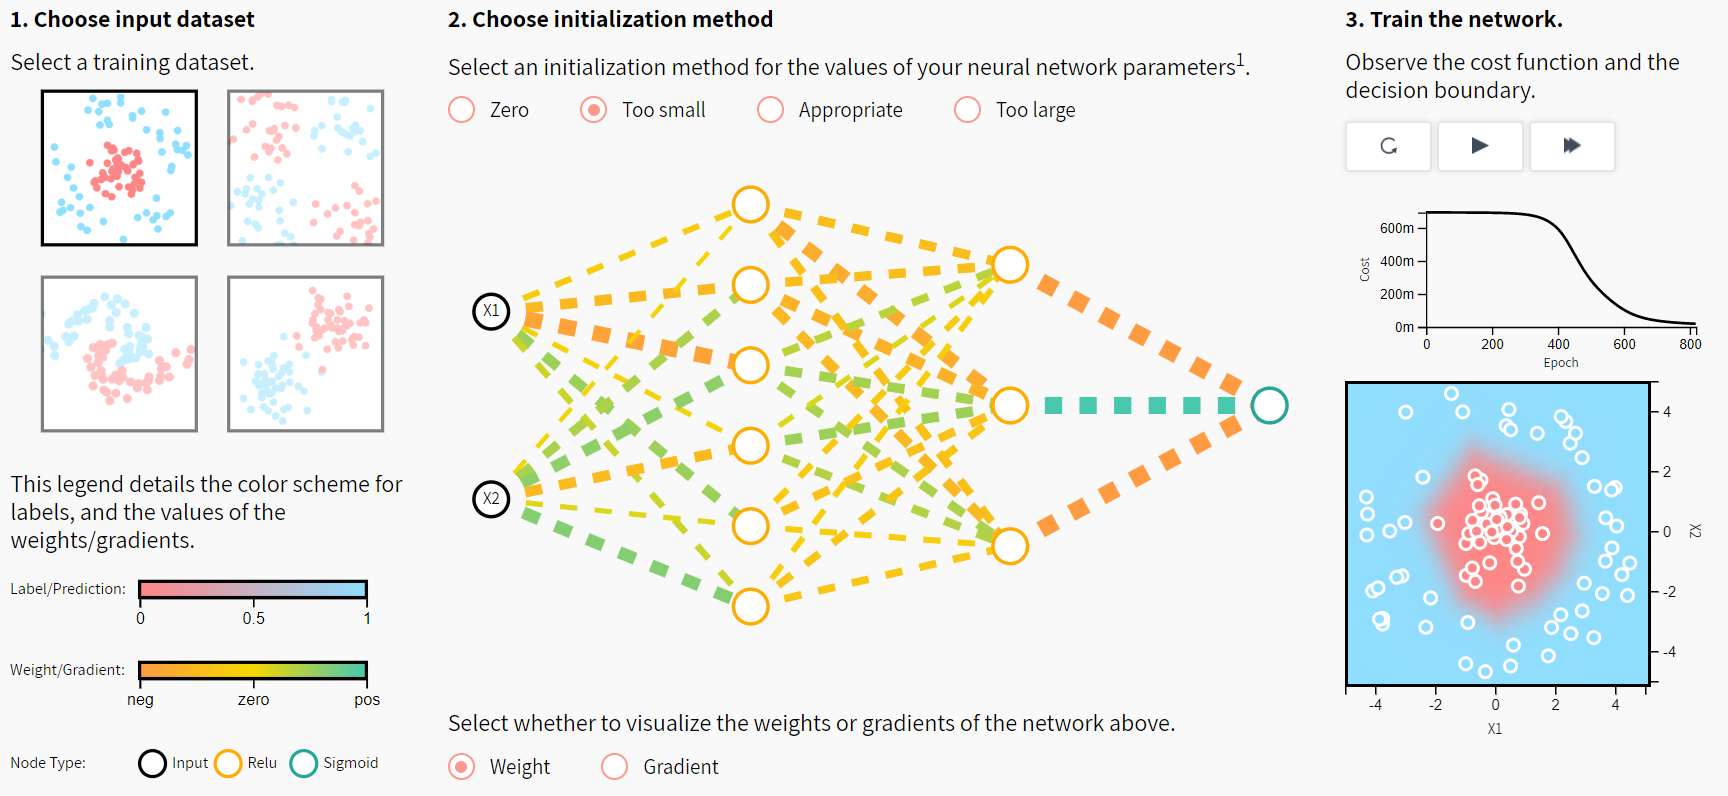 1. Choose input dataset
Select a training dataset.
This legend details the color scheme for
labels, and the values of the
weights/gradients.
Label/Prediction:
0 0.5 1
Weight/Gradient:
neg zero pos
Node Type: Input Relu Sigmoid
2. Choose initialization method
Select an initialization method for the values of your neural network parameters¹.
Zero Too small Appropriate Too large
X1
X2
Select whether to visualize the weights or gradients of the network above.
Weight Gradient
3. Train the network.
Observe the cost function and the
decision boundary.
600m
400m
200m
0m
Cost
0 200 400 600 800
Epoch
4
2
0
-2
-4
X2
-4 -2 0 2 4
X1